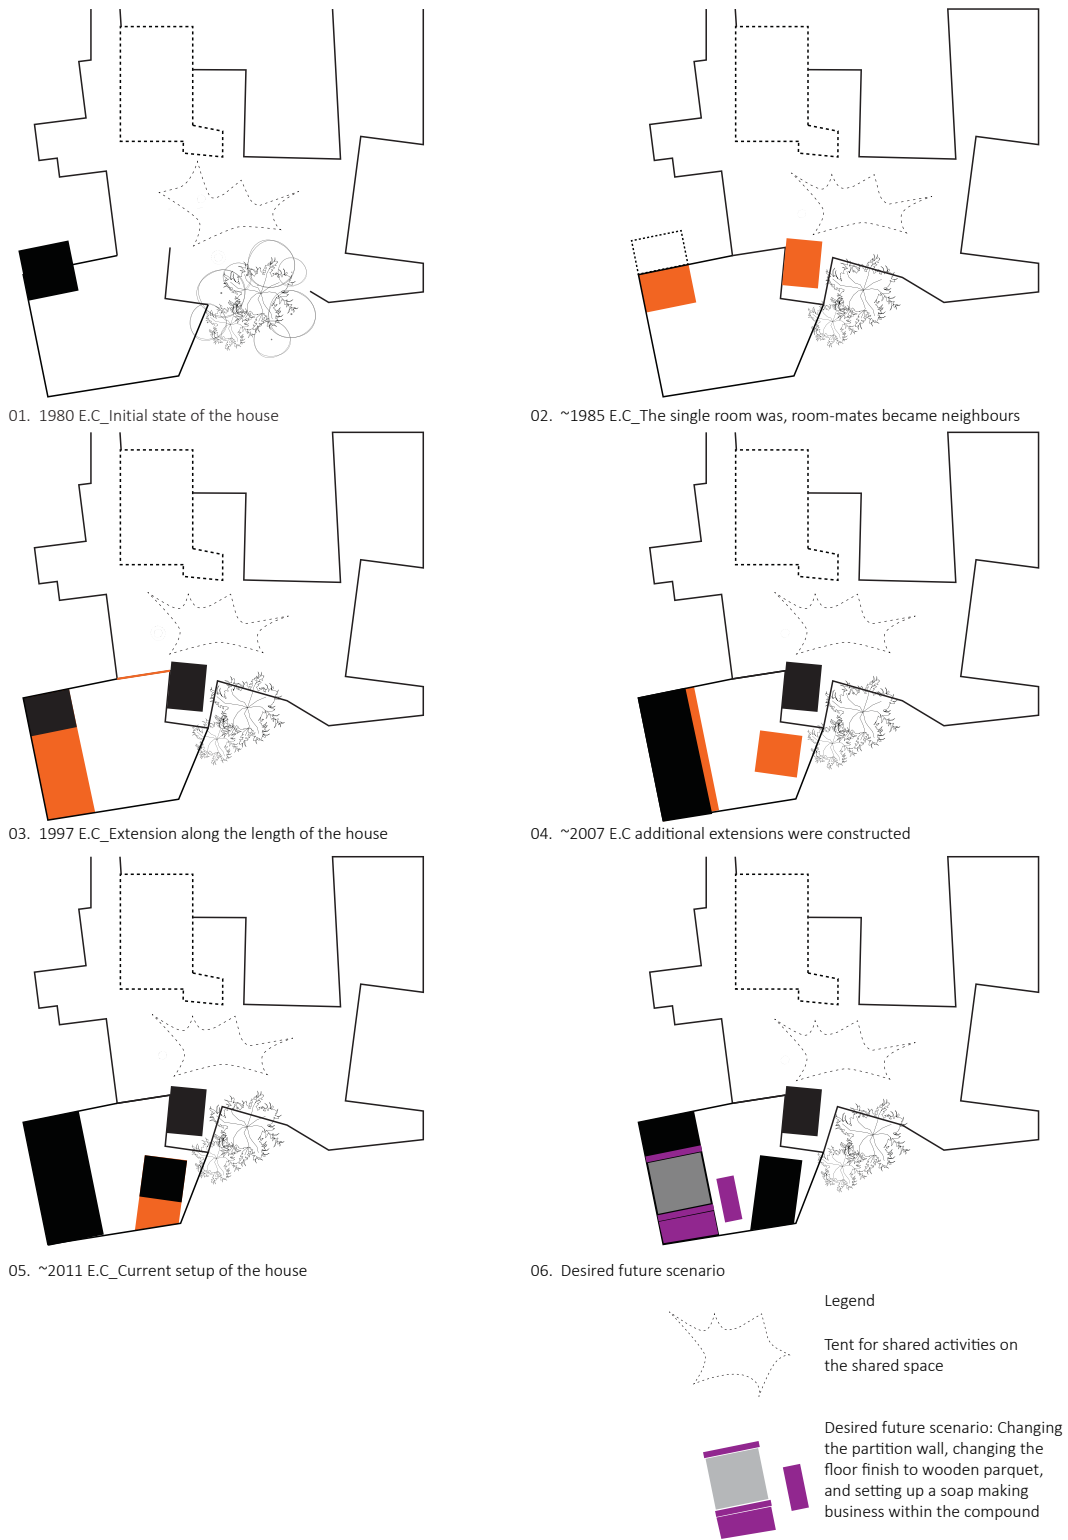 01. 1980 E.C_Initial state of the house
02. ~1985 E.C_The single room was, room-mates became neighbours
03. 1997 E.C_Extension along the length of the house
04. ~2007 E.C additional extensions were constructed
05. ~2011 E.C_Current setup of the house
06. Desired future scenario
Legend
Tent for shared activities on
the shared space
Desired future scenario: Changing
the partition wall, changing the
floor finish to wooden parquet,
and setting up a soap making
business within the compound